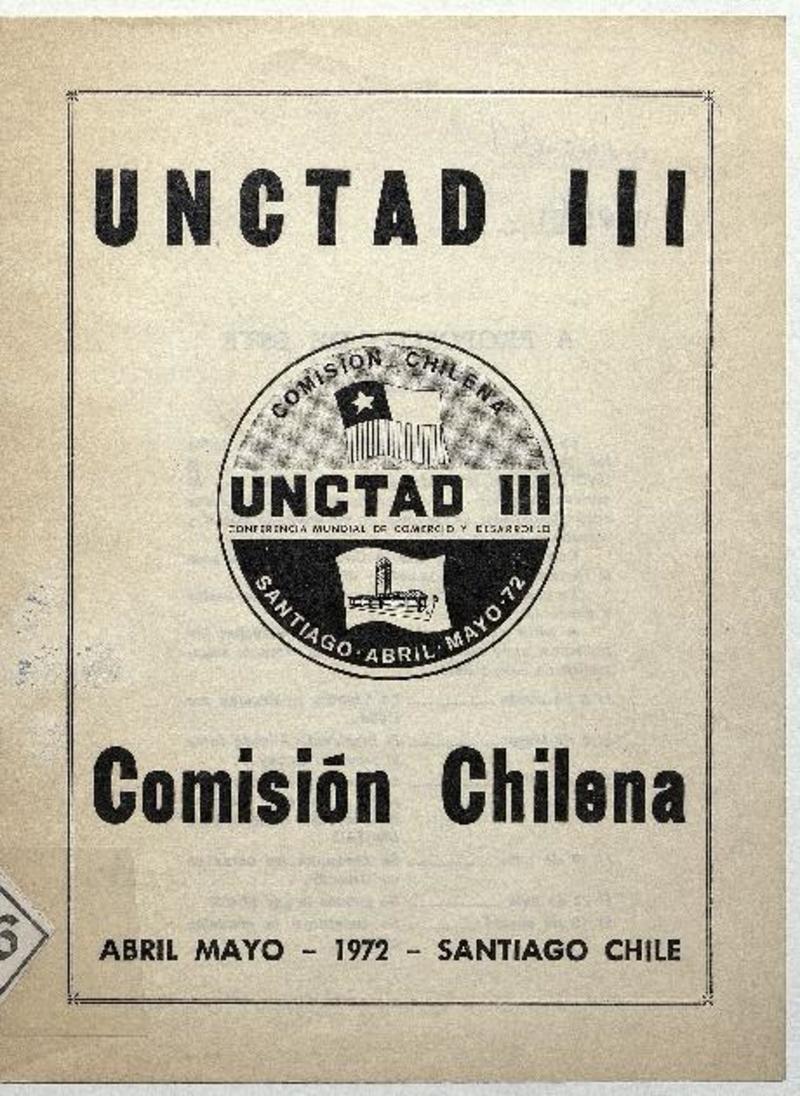 UNCTAD III
COMISION CHILENA
UNCTAD III
CONFERENCIA MUNDIAL DE COMERCIO Y DESARROLLO
SANTIAGO · ABRIL · MAYO · 72
Comisión Chilena
ABRIL MAYO – 1972 – SANTIAGO CHILE
6